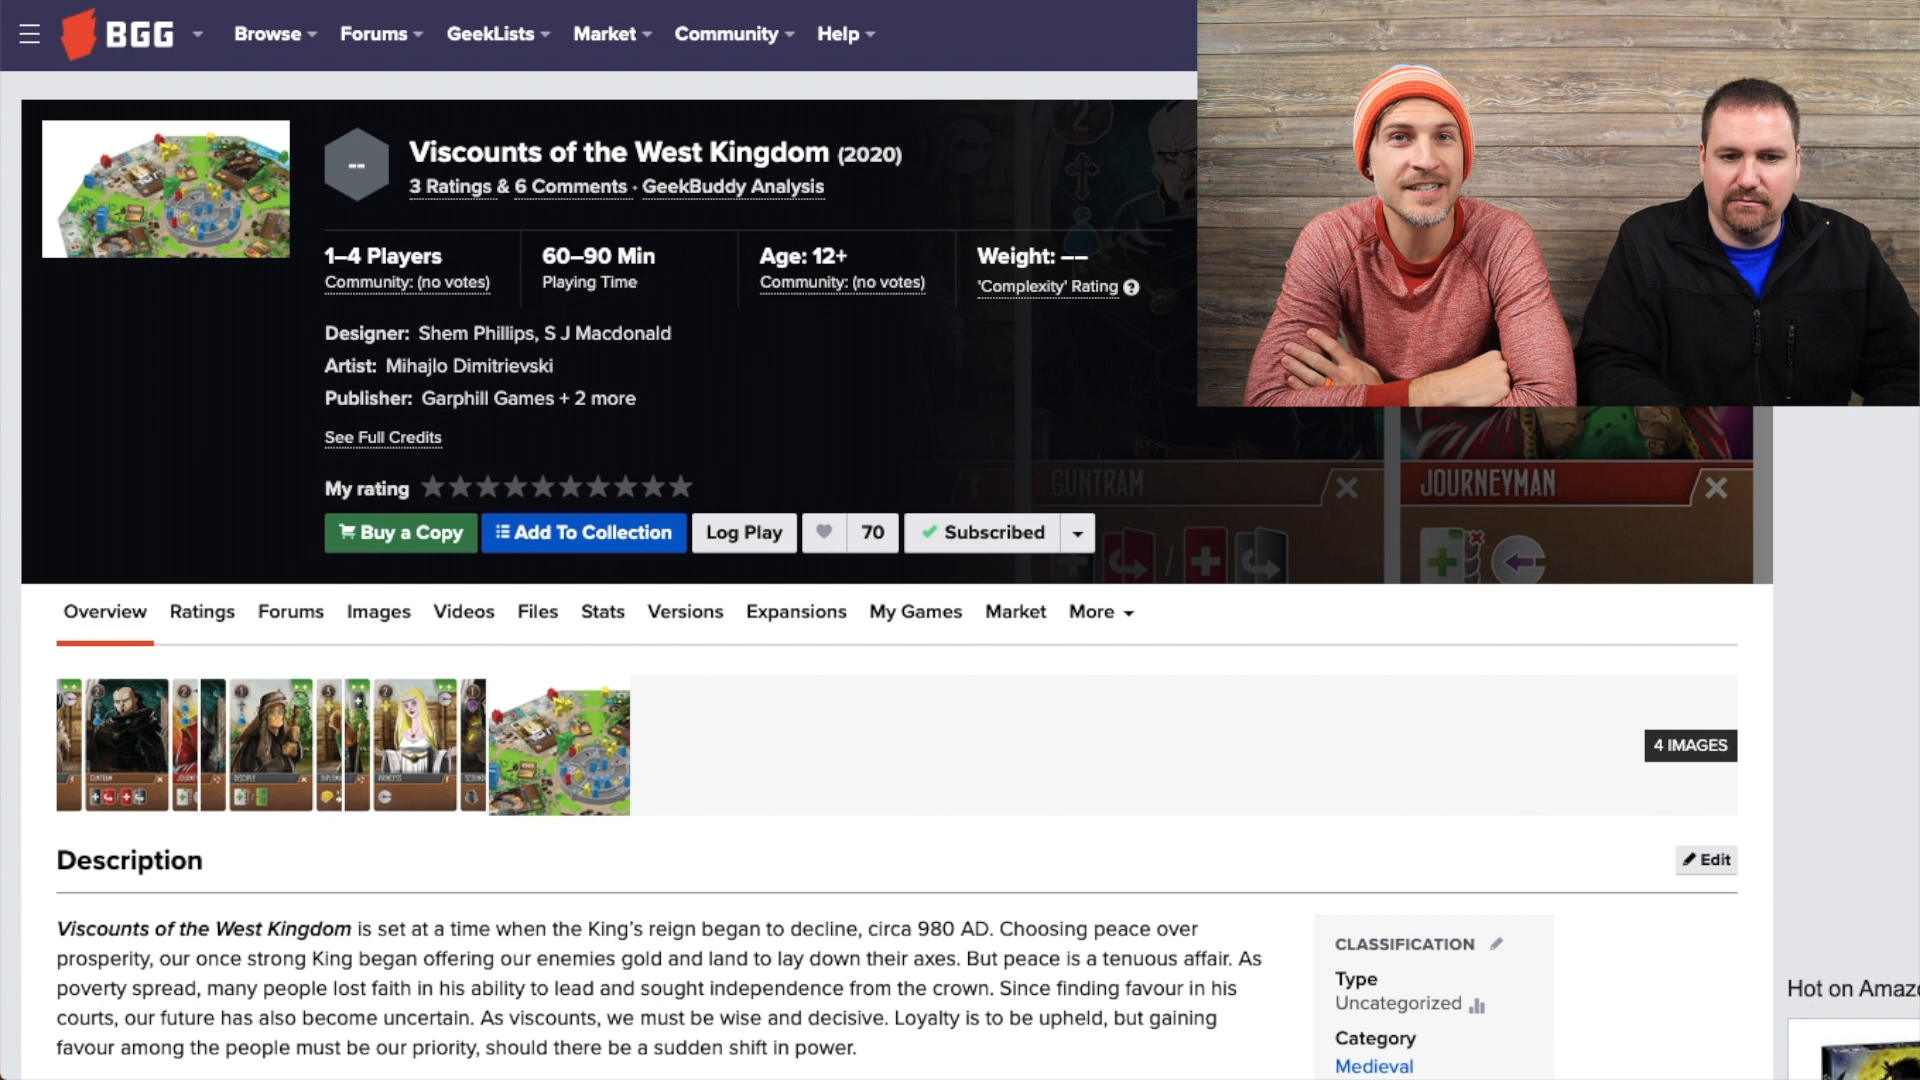 BGG
Browse Forums GeekLists Market Community Help
--
Viscounts of the West Kingdom (2020)
3 Ratings & 6 Comments · GeekBuddy Analysis
1–4 Players 60–90 Min Age: 12+ Weight: ––
Community: (no votes) Playing Time Community: (no votes) 'Complexity' Rating ?
Designer: Shem Phillips, S J Macdonald
Artist: Mihajlo Dimitrievski
Publisher: Garphill Games + 2 more
See Full Credits
My rating
Buy a Copy Add To Collection Log Play 70 Subscribed
2
GUNTRAM JOURNEYMAN
Overview Ratings Forums Images Videos Files Stats Versions Expansions My Games Market More
GUNTRAM DISCIPLE PRINCESS
4 IMAGES
Description Edit
Viscounts of the West Kingdom is set at a time when the King's reign began to decline, circa 980 AD. Choosing peace over
prosperity, our once strong King began offering our enemies gold and land to lay down their axes. But peace is a tenuous affair. As
poverty spread, many people lost faith in his ability to lead and sought independence from the crown. Since finding favour in his
courts, our future has also become uncertain. As viscounts, we must be wise and decisive. Loyalty is to be upheld, but gaining
favour among the people must be our priority, should there be a sudden shift in power.
CLASSIFICATION
Type
Uncategorized
Category
Medieval
Hot on Amazo